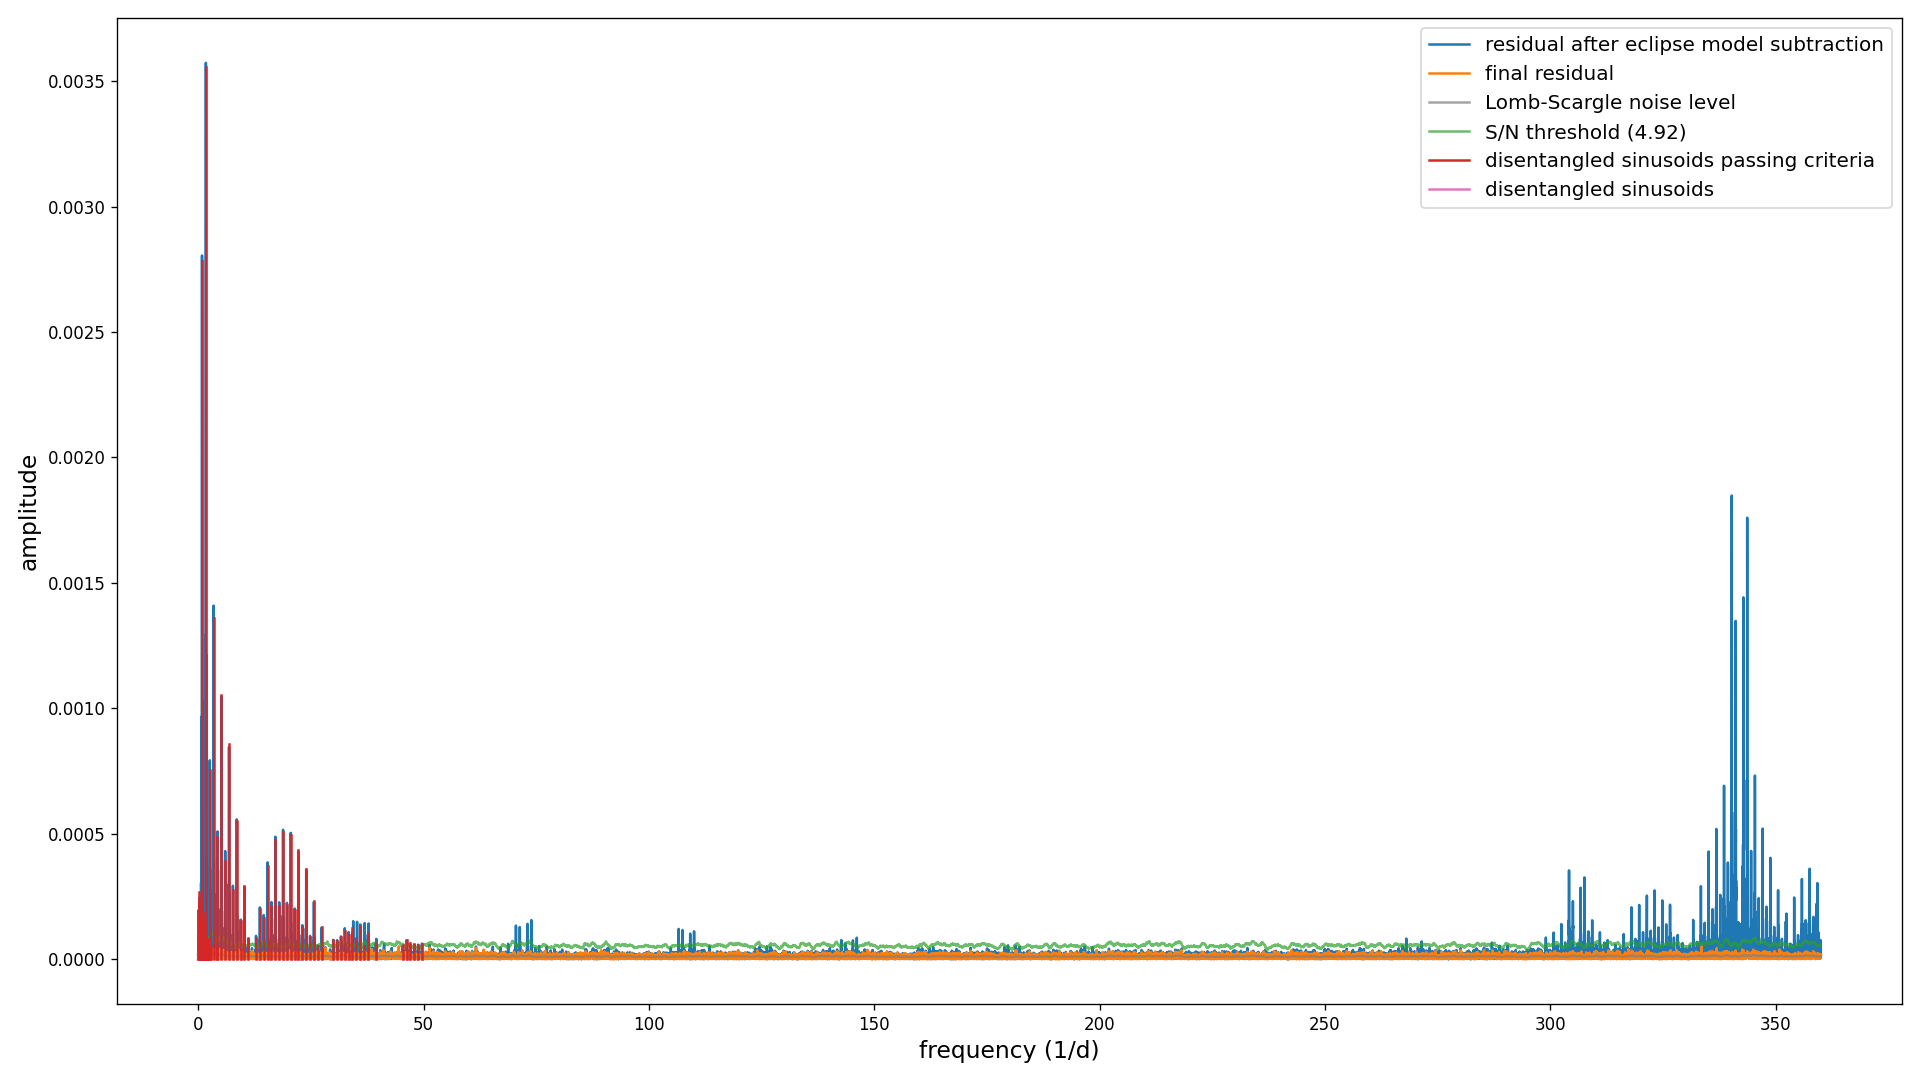 residual after eclipse model subtraction
final residual
Lomb-Scargle noise level
S/N threshold (4.92)
disentangled sinusoids passing criteria
disentangled sinusoids
amplitude
0.0035
0.0030
0.0025
0.0020
0.0015
0.0010
0.0005
0.0000
0 50 100 150 200 250 300 350
frequency (1/d)